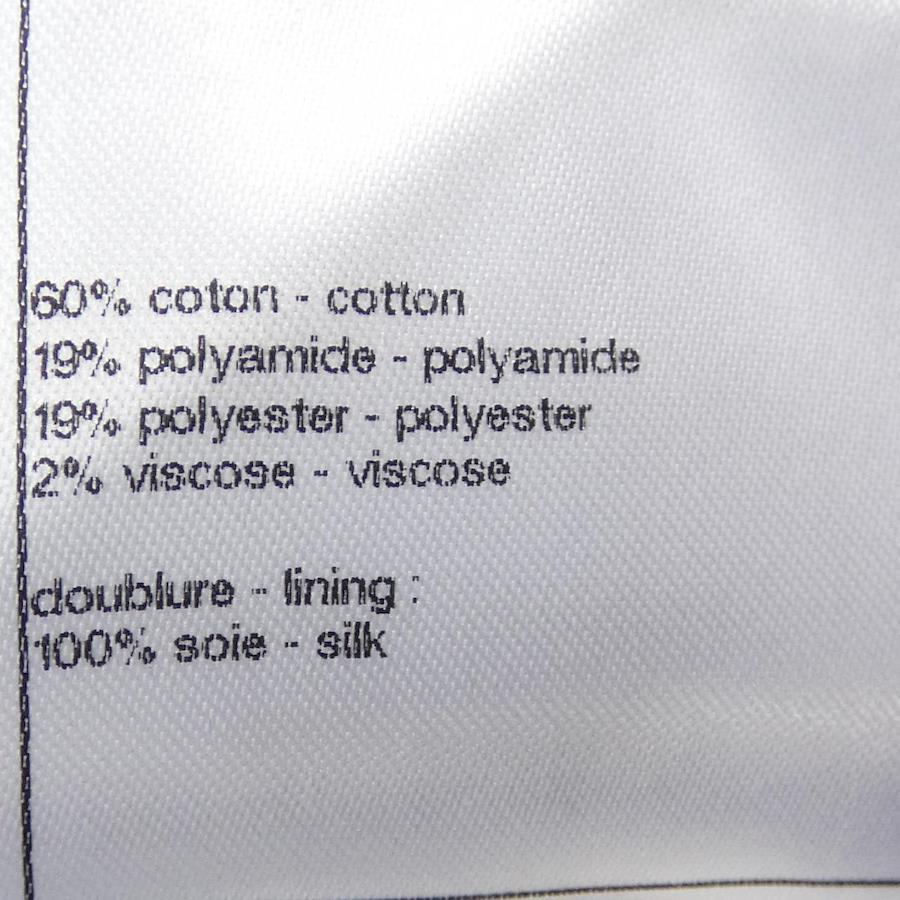 60% coton - cotton
19% polyamide - polyamide
19% polyester - polyester
2% viscose - viscose
doublure - lining :
100% soie - silk